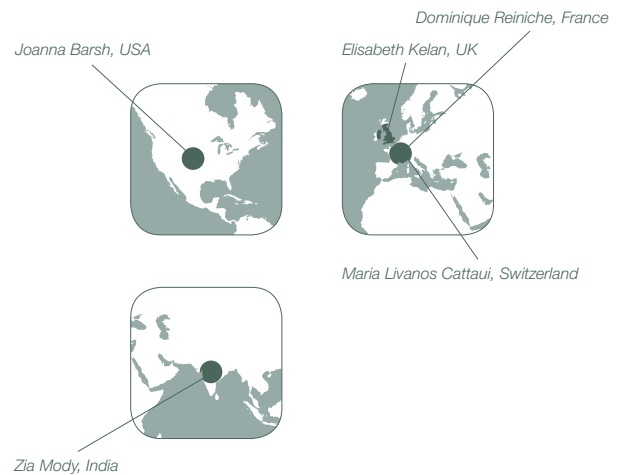 Dominique Reiniche, France
Joanna Barsh, USA
Elisabeth Kelan, UK
Maria Livanos Cattaui, Switzerland
Zia Mody, India